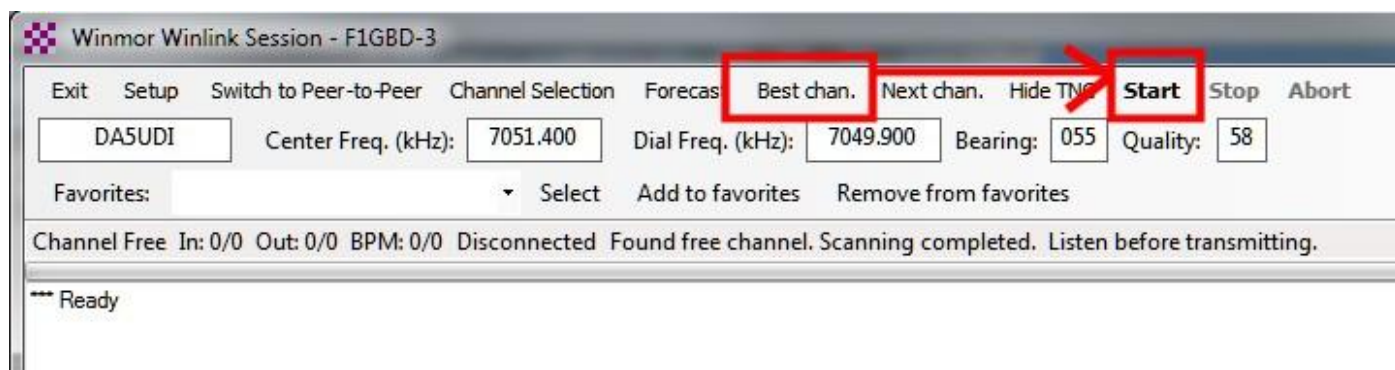 Winmor Winlink Session - F1GBD-3
Exit Setup Switch to Peer-to-Peer Channel Selection Forecas Best chan. Next chan. Hide TNC Start Stop Abort
DA5UDI Center Freq. (kHz): 7051.400 Dial Freq. (kHz): 7049.900 Bearing: 055 Quality: 58
Favorites: Select Add to favorites Remove from favorites
Channel Free In: 0/0 Out: 0/0 BPM: 0/0 Disconnected Found free channel. Scanning completed. Listen before transmitting.
*** Ready